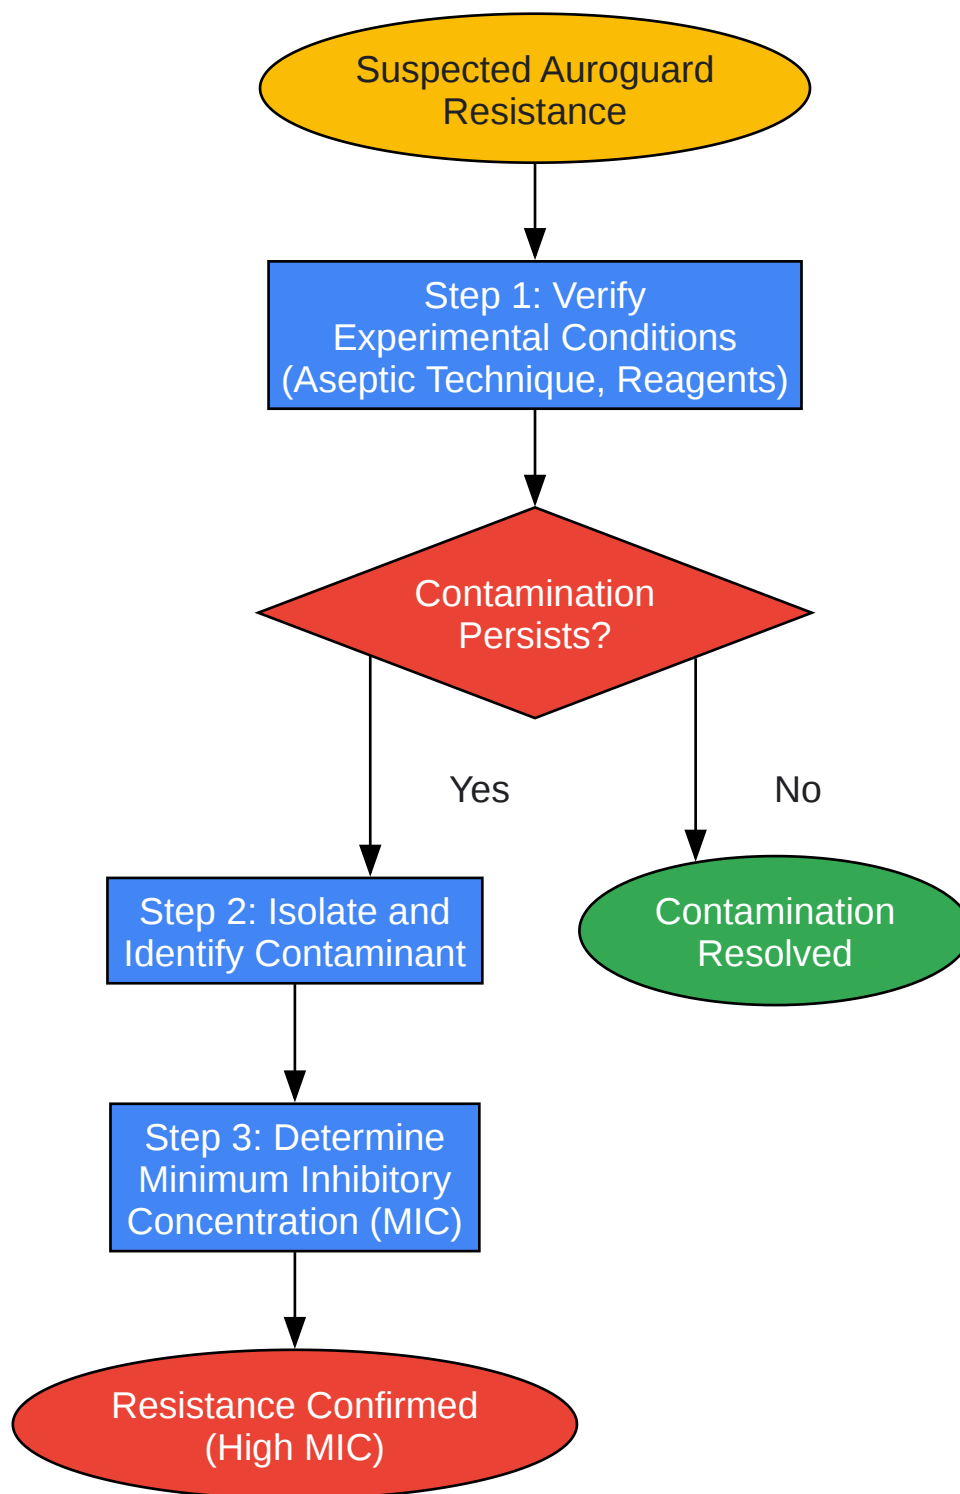 Suspected Auroguard
Resistance
Step 1: Verify
Experimental Conditions
(Aseptic Technique, Reagents)
Contamination
Persists?
Yes
No
Step 2: Isolate and
Identify Contaminant
Contamination
Resolved
Step 3: Determine
Minimum Inhibitory
Concentration (MIC)
Resistance Confirmed
(High MIC)